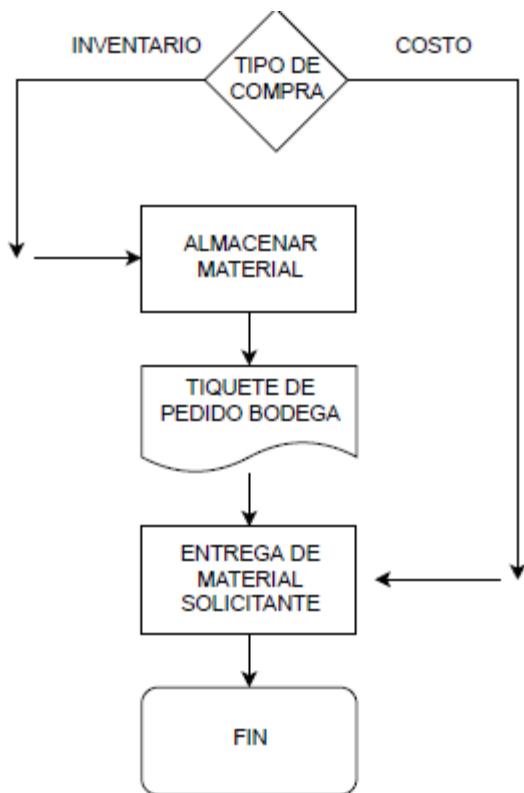 INVENTARIO
COSTO
TIPO DE
COMPRA
ALMACENAR
MATERIAL
TIQUETE DE
PEDIDO BODEGA
ENTREGA DE
MATERIAL
SOLICITANTE
FIN